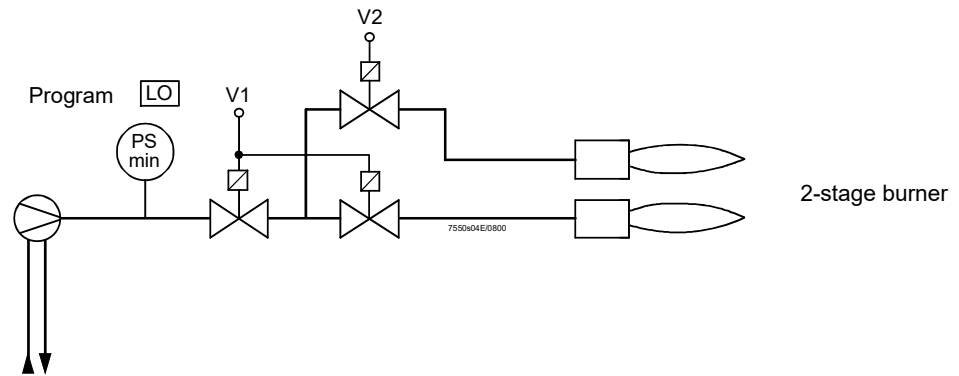 V2
Program LO
V1
PS
min
2-stage burner
7550s04E/0800